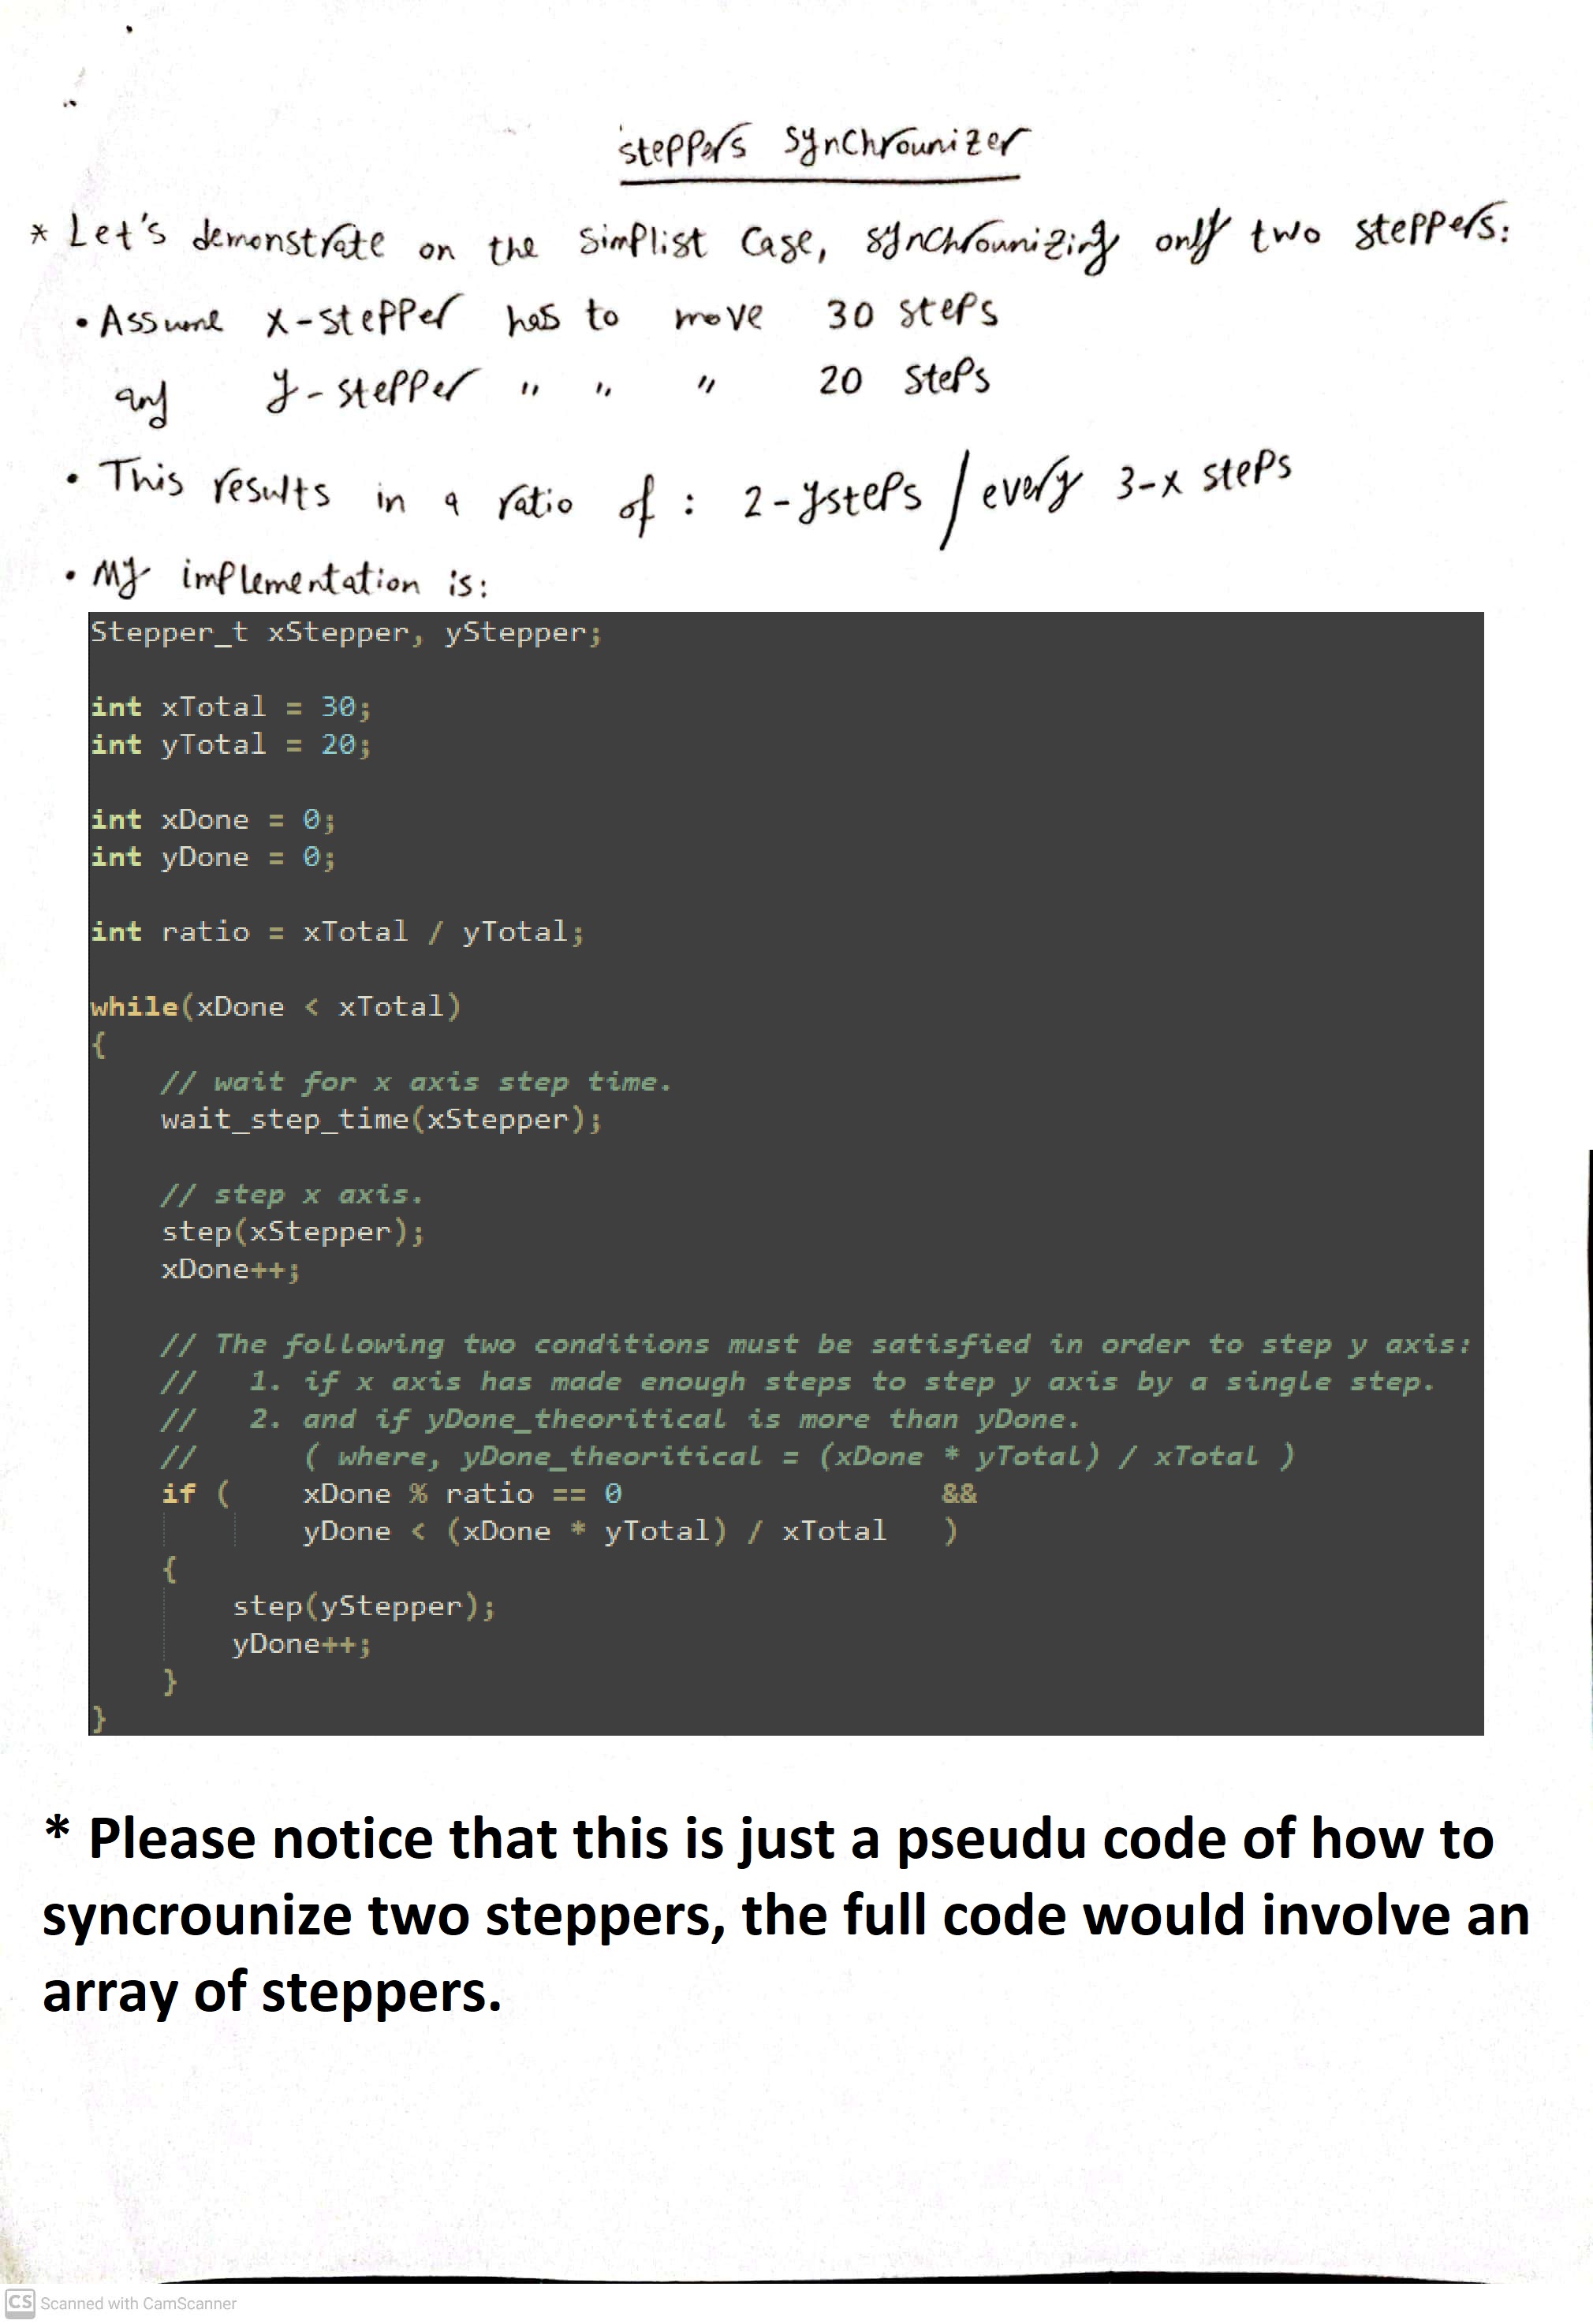 steppers synchrounizer
* Let's demonstrate on the simplist case, synchrounizing only two steppers:
• Assume x-stepper has to move 30 steps
and y-stepper " " " 20 steps
• This results in a ratio of : 2-ysteps / every 3-x steps
• My implementation is:
Stepper_t xStepper, yStepper;
int xTotal = 30;
int yTotal = 20;
int xDone = 0;
int yDone = 0;
int ratio = xTotal / yTotal;
while(xDone < xTotal)
{
// wait for x axis step time.
wait_step_time(xStepper);
// step x axis.
step(xStepper);
xDone++;
// The following two conditions must be satisfied in order to step y axis:
// 1. if x axis has made enough steps to step y axis by a single step.
// 2. and if yDone_theoritical is more than yDone.
// ( where, yDone_theoritical = (xDone * yTotal) / xTotal )
if ( xDone % ratio == 0 &&
yDone < (xDone * yTotal) / xTotal )
{
step(yStepper);
yDone++;
}
}
* Please notice that this is just a pseudu code of how to
syncrounize two steppers, the full code would involve an
array of steppers.
CS Scanned with CamScanner